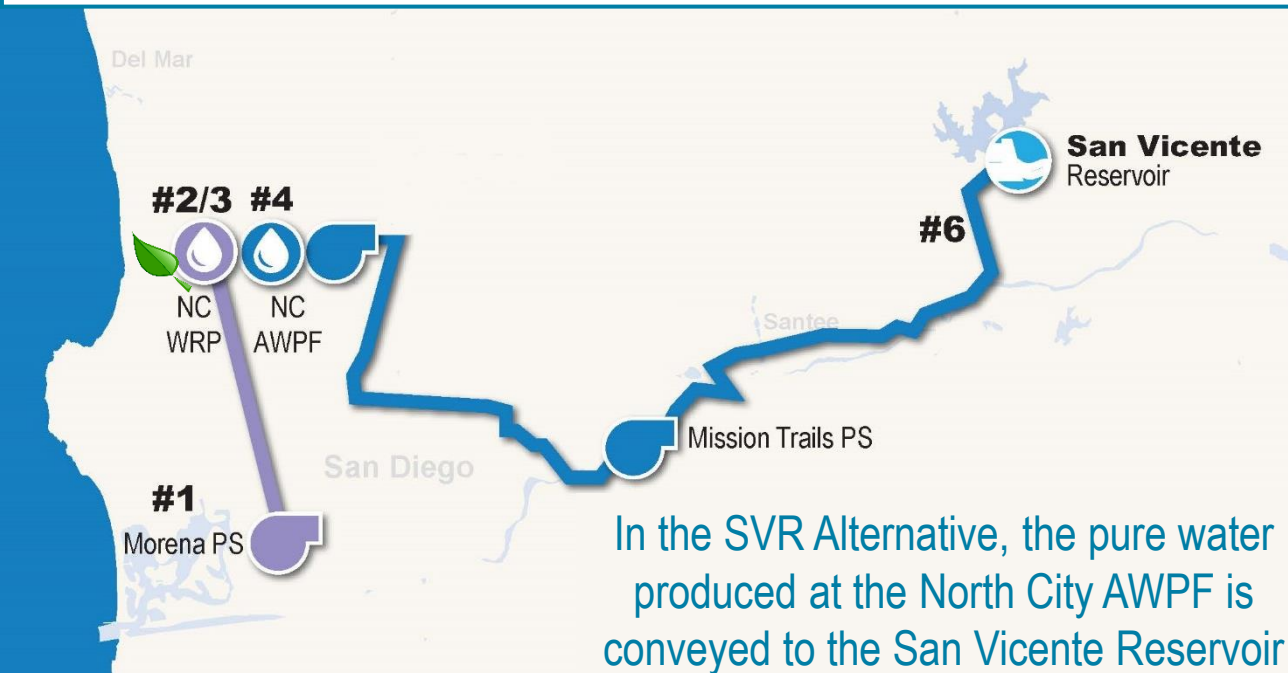 Del Mar
San Vicente
Reservoir
#2/3 #4
#6
NC
WRP
NC
AWPF
Santee
Mission Trails PS
San Diego
#1
Morena PS
In the SVR Alternative, the pure water
produced at the North City AWPF is
conveyed to the San Vicente Reservoir